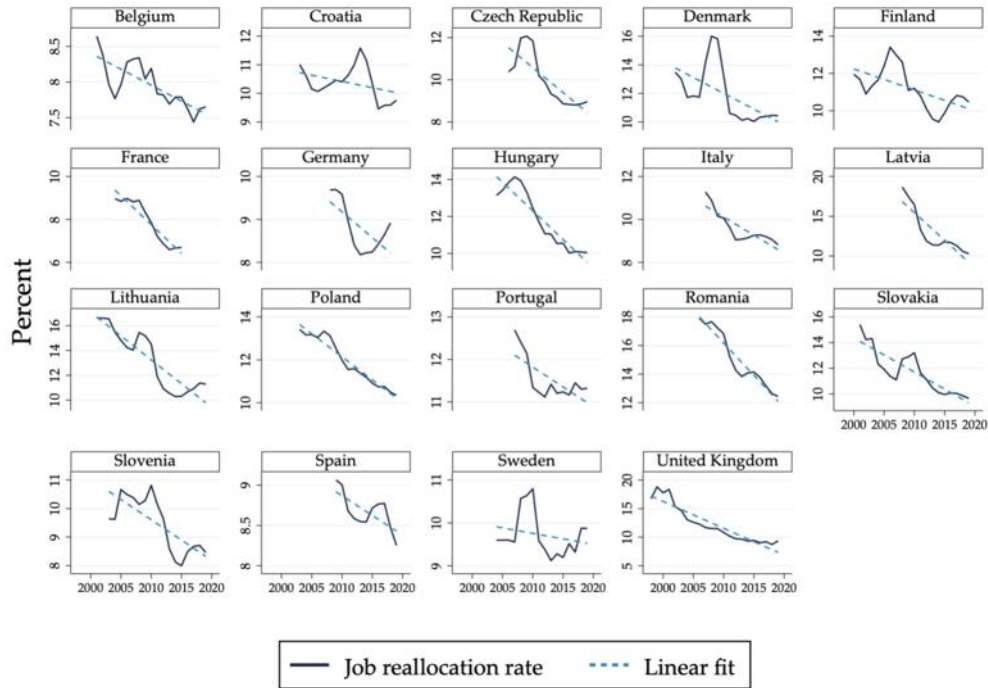 Belgium Croatia Czech Republic Denmark Finland
7.5 8 8.5
9 10 11 12
8 10 12
10 12 14 16
10 12 14
France Germany Hungary Italy Latvia
6 8 10
8 9 10
10 12 14
8 10 12
10 15 20
Percent
Lithuania Poland Portugal Romania Slovakia
10 12 14 16
10 12 14
11 12 13
12 14 16 18
10 12 14 16
2000 2005 2010 2015 2020
Slovenia Spain Sweden United Kingdom
8 9 10 11
8 8.5 9
9 10 11
5 10 15 20
2000 2005 2010 2015 2020 2000 2005 2010 2015 2020 2000 2005 2010 2015 2020 2000 2005 2010 2015 2020
Job reallocation rate Linear fit